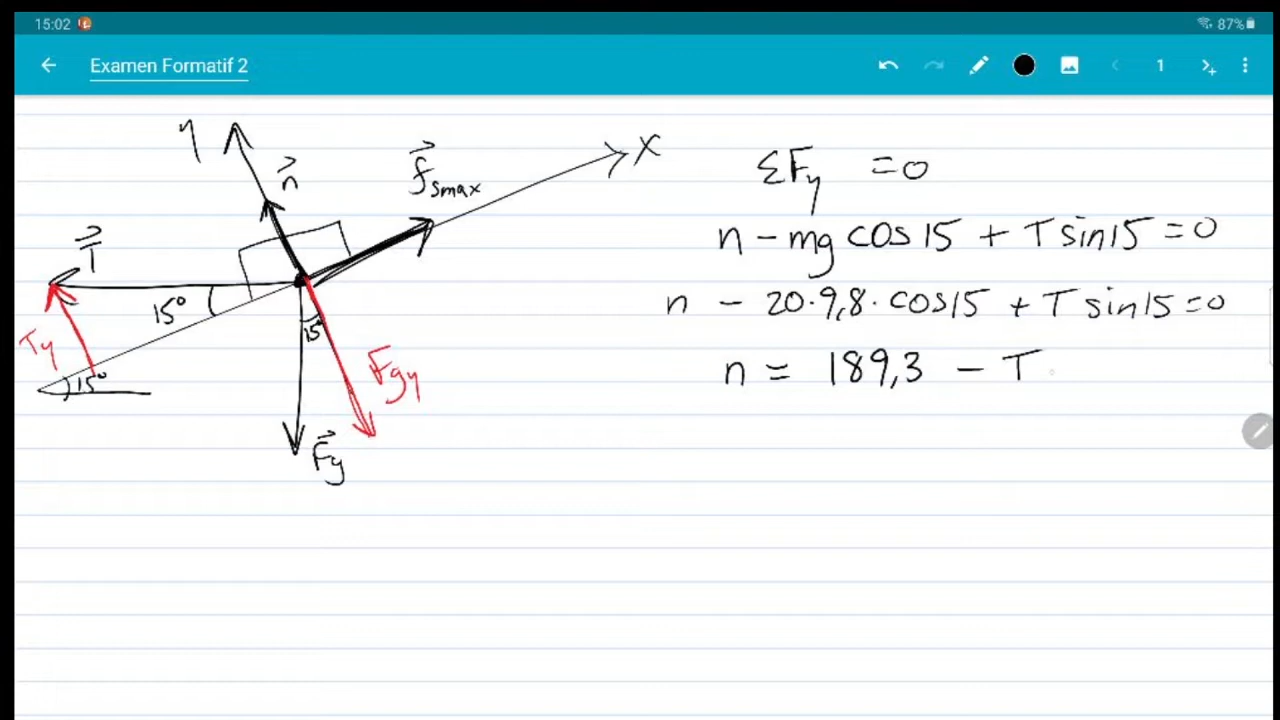 15:02
87%
Examen Formatif 2
1
y
n
f smax
x
T
15°
Ty
15°
15°
Fgy
Fg
ΣFy = 0
n - mg cos 15 + T sin 15 = 0
n - 20 · 9,8 · cos 15 + T sin 15 = 0
n = 189,3 - T